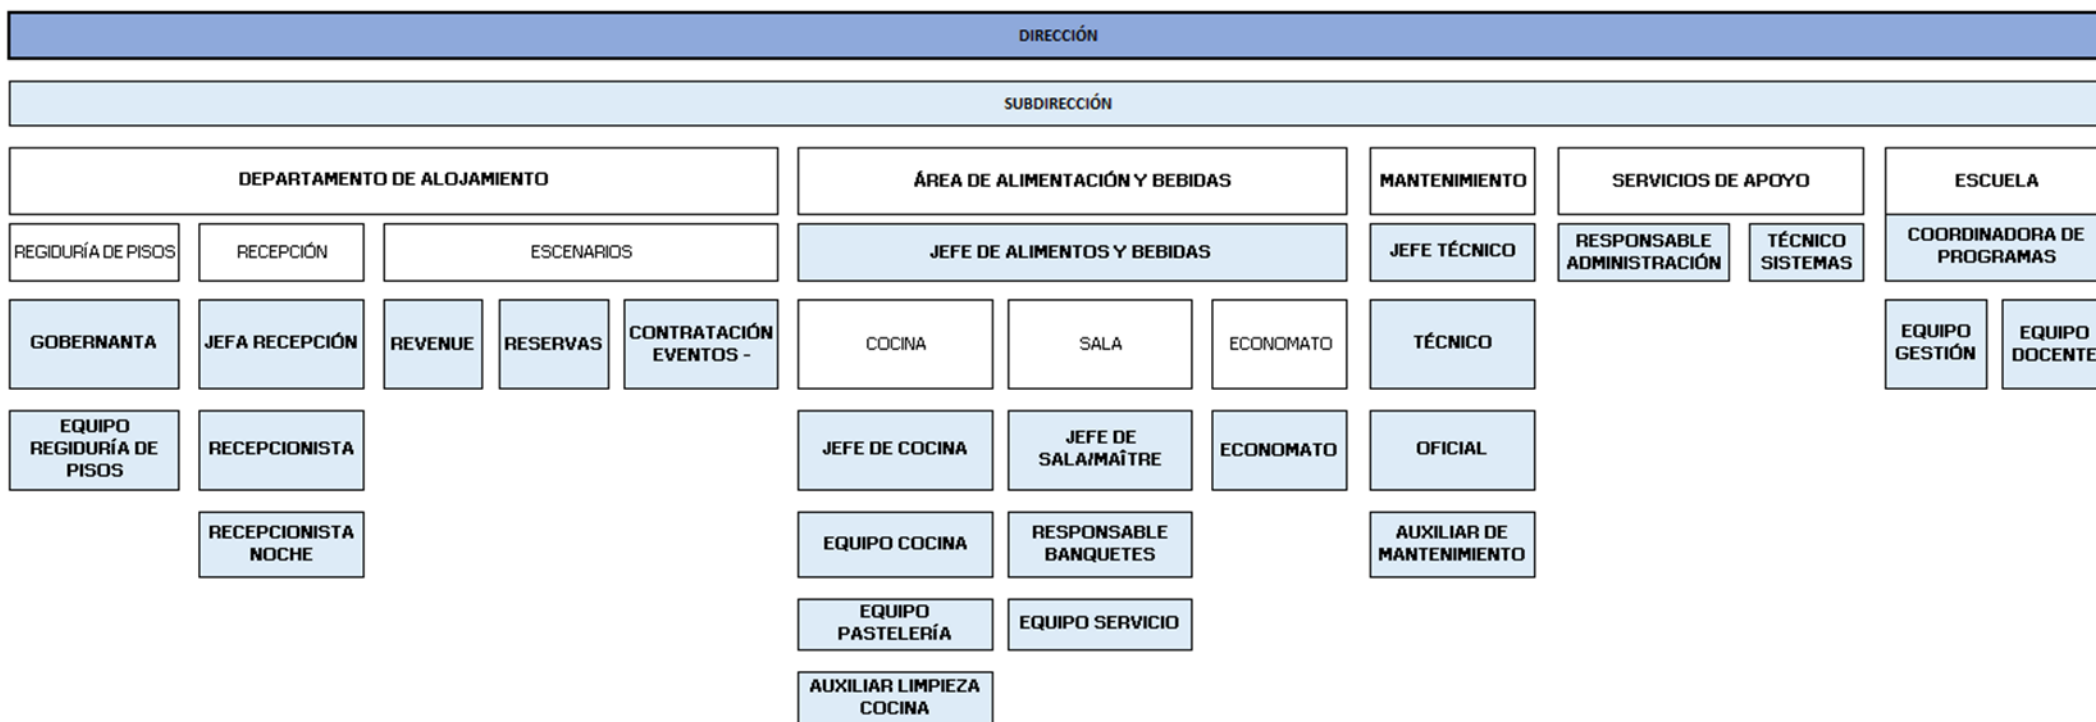 DIRECCIÓN
SUBDIRECCIÓN
DEPARTAMENTO DE ALOJAMIENTO
ÁREA DE ALIMENTACIÓN Y BEBIDAS
MANTENIMIENTO
SERVICIOS DE APOYO
ESCUELA
REGIDURÍA DE PISOS
RECEPCIÓN
ESCENARIOS
JEFE DE ALIMENTOS Y BEBIDAS
JEFE TÉCNICO
RESPONSABLE
ADMINISTRACIÓN
TÉCNICO
SISTEMAS
COORDINADORA DE
PROGRAMAS
GOBERNANTA
JEFA RECEPCIÓN
REVENUE
RESERVAS
CONTRATACIÓN
EVENTOS -
COCINA
SALA
ECONOMATO
TÉCNICO
EQUIPO
GESTIÓN
EQUIPO
DOCENTE
EQUIPO
REGIDURÍA DE
PISOS
RECEPCIONISTA
JEFE DE COCINA
JEFE DE
SALA/MAÎTRE
ECONOMATO
OFICIAL
RECEPCIONISTA
NOCHE
EQUIPO COCINA
RESPONSABLE
BANQUETES
AUXILIAR DE
MANTENIMIENTO
EQUIPO
PASTELERÍA
EQUIPO SERVICIO
AUXILIAR LIMPIEZA
COCINA